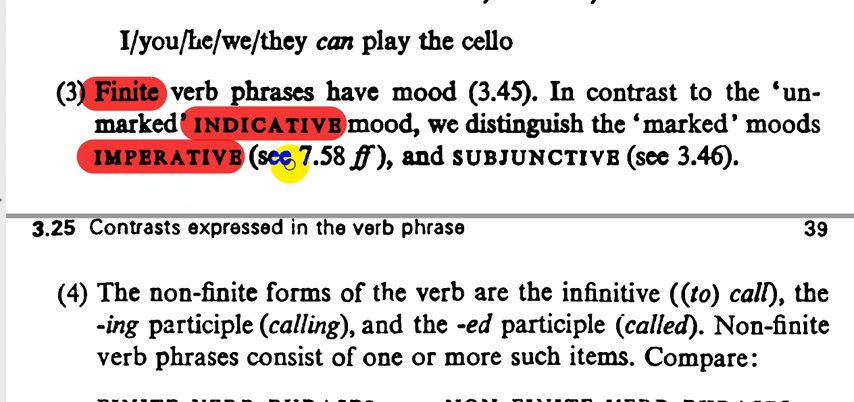 I/you/he/we/they can play the cello
(3) Finite verb phrases have mood (3.45). In contrast to the ‘un-
marked’ INDICATIVE mood, we distinguish the ‘marked’ moods
IMPERATIVE (see 7.58 ff), and SUBJUNCTIVE (see 3.46).
3.25 Contrasts expressed in the verb phrase 39
(4) The non-finite forms of the verb are the infinitive ((to) call), the
-ing participle (calling), and the -ed participle (called). Non-finite
verb phrases consist of one or more such items. Compare: